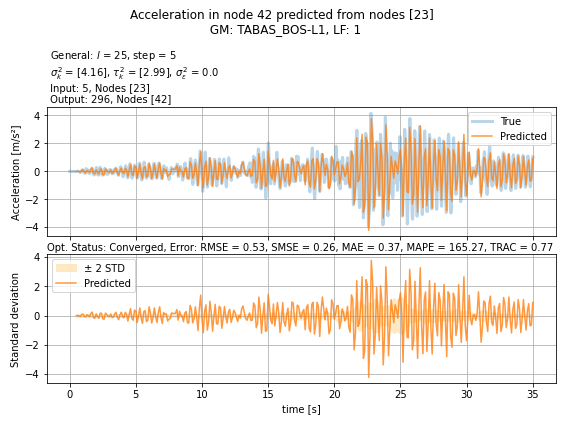 Acceleration in node 42 predicted from nodes [23]
GM: TABAS_BOS-L1, LF: 1
General: l = 25, step = 5
σ²ₖ = [4.16], τ²ₖ = [2.99], σ²ε = 0.0
Input: 5, Nodes [23]
Output: 296, Nodes [42]
4
2
0
−2
−4
Acceleration [m/s²]
True
Predicted
Opt. Status: Converged, Error: RMSE = 0.53, SMSE = 0.26, MAE = 0.37, MAPE = 165.27, TRAC = 0.77
4
2
0
−2
−4
Standard deviation
± 2 STD
Predicted
0 5 10 15 20 25 30 35
time [s]